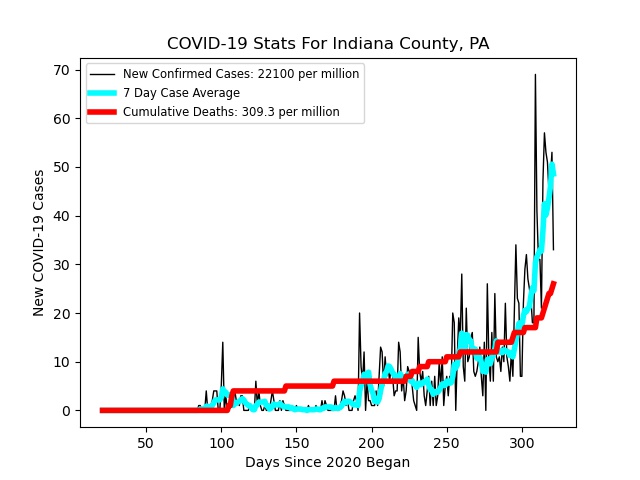 COVID-19 Stats For Indiana County, PA
New Confirmed Cases: 22100 per million
7 Day Case Average
Cumulative Deaths: 309.3 per million
New COVID-19 Cases
70
60
50
40
30
20
10
0
50 100 150 200 250 300
Days Since 2020 Began